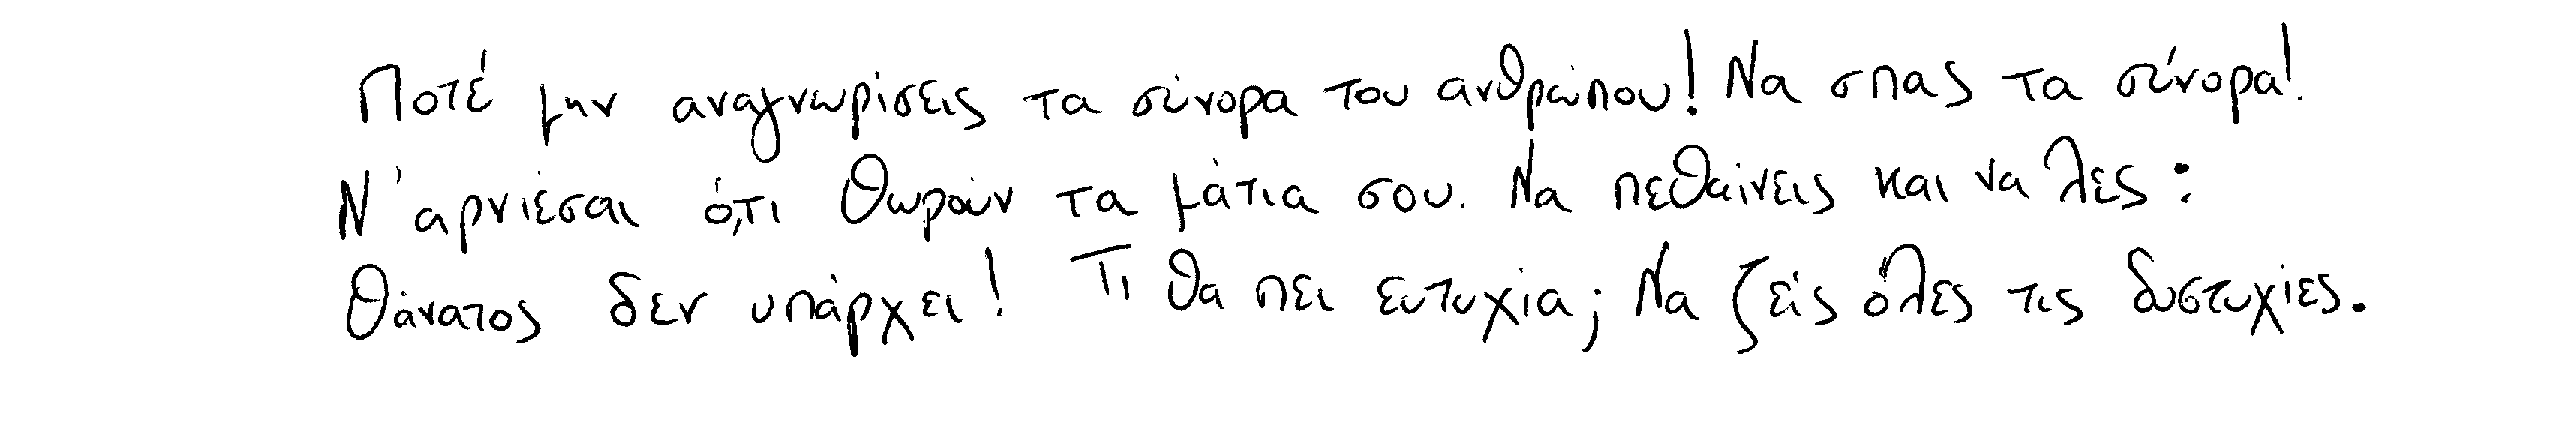 Ποτέ μην αναγνωρίσεις τα σύνορα του ανθρώπου! Να σπας τα σύνορα!
Ν'αρνιέσαι ό,τι θωρούν τα μάτια σου. Να πεθαίνεις και να λες:
Θάνατος δεν υπάρχει! Τι θα πει ευτυχία; Να ζεις όλες τις δυστυχίες.